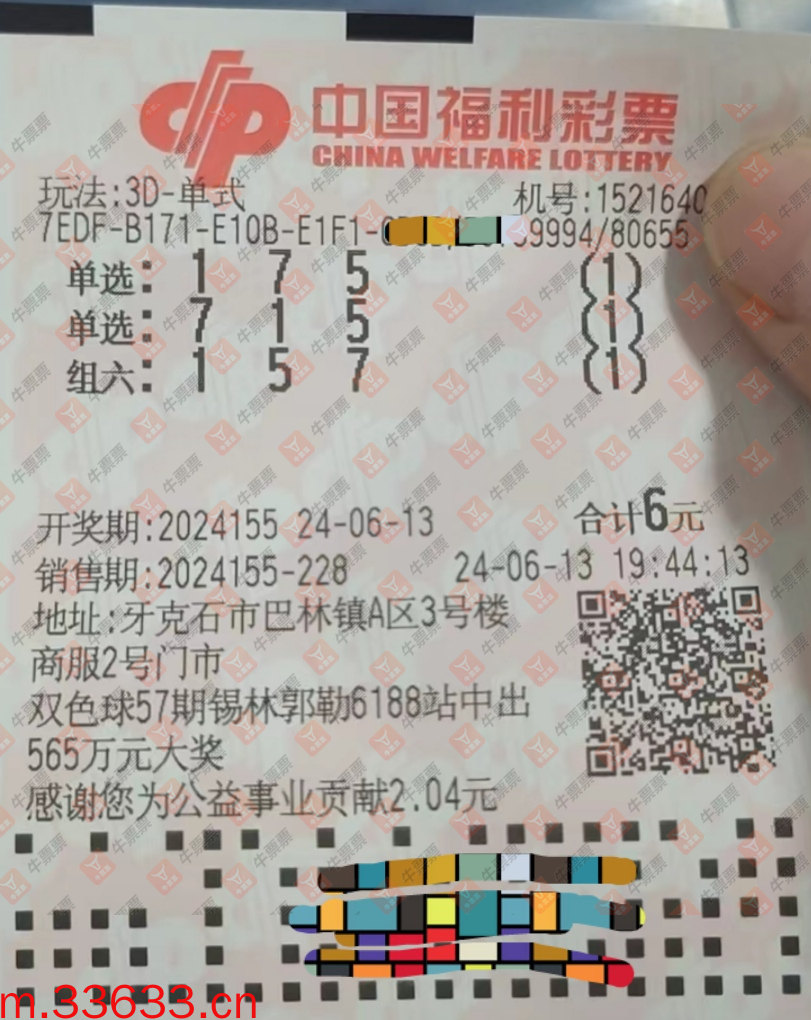 中国福利彩票
CHINA WELFARE LOTTERY
玩法:3D-单式 机号:1521640
7EDF-B171-E10B-E1F1- 9994/80655
单选: 1 7 5 (1)
单选: 7 1 5 (1)
组六: 1 5 7 (1)
开奖期:2024155 24-06-13 合计6元
销售期:2024155-228 24-06-13 19:44:13
地址:牙克石市巴林镇A区3号楼
商服2号门市
双色球57期锡林郭勒6188站中出
565万元大奖
感谢您为公益事业贡献2.04元
m.33633.cn
牛票票